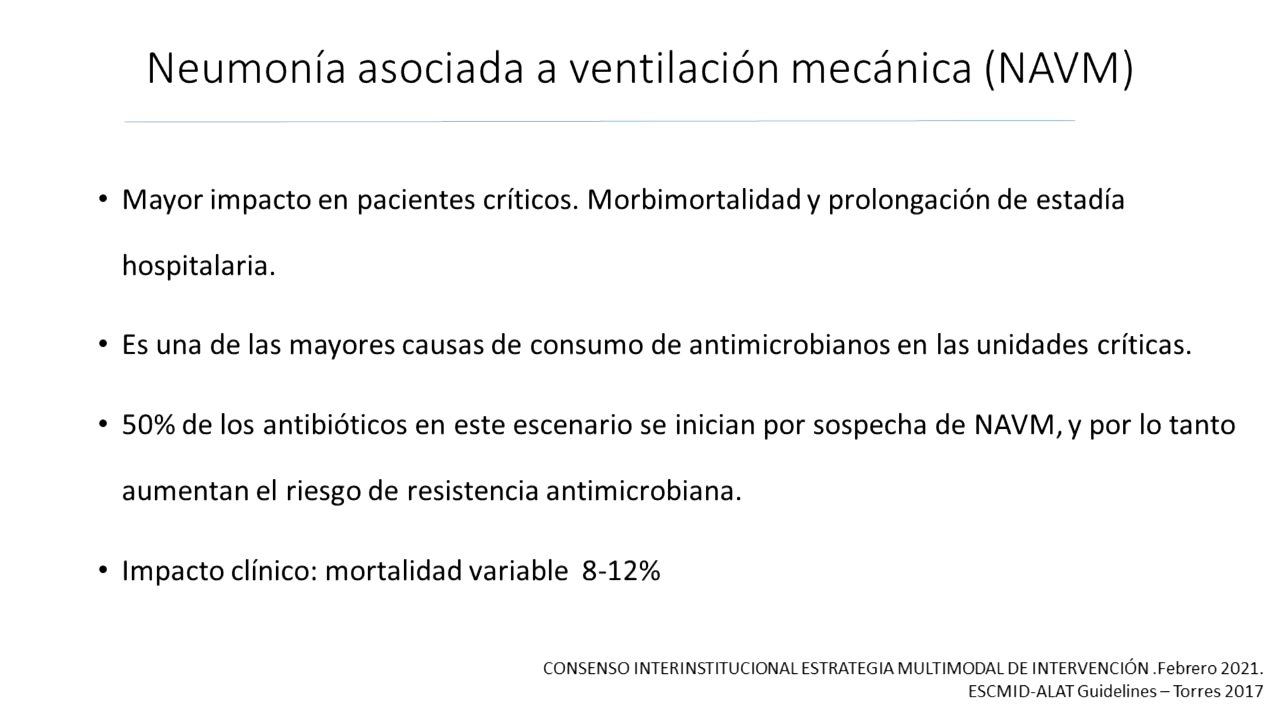 Neumonía asociada a ventilación mecánica (NAVM)
• Mayor impacto en pacientes críticos. Morbimortalidad y prolongación de estadía
hospitalaria.
• Es una de las mayores causas de consumo de antimicrobianos en las unidades críticas.
• 50% de los antibióticos en este escenario se inician por sospecha de NAVM, y por lo tanto
aumentan el riesgo de resistencia antimicrobiana.
• Impacto clínico: mortalidad variable 8-12%
CONSENSO INTERINSTITUCIONAL ESTRATEGIA MULTIMODAL DE INTERVENCIÓN .Febrero 2021.
ESCMID-ALAT Guidelines – Torres 2017